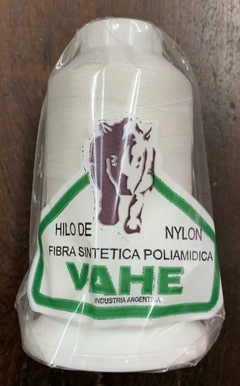 HILO DE NYLON
FIBRA SINTETICA POLIAMIDICA
VAHE
INDUSTRIA ARGENTINA